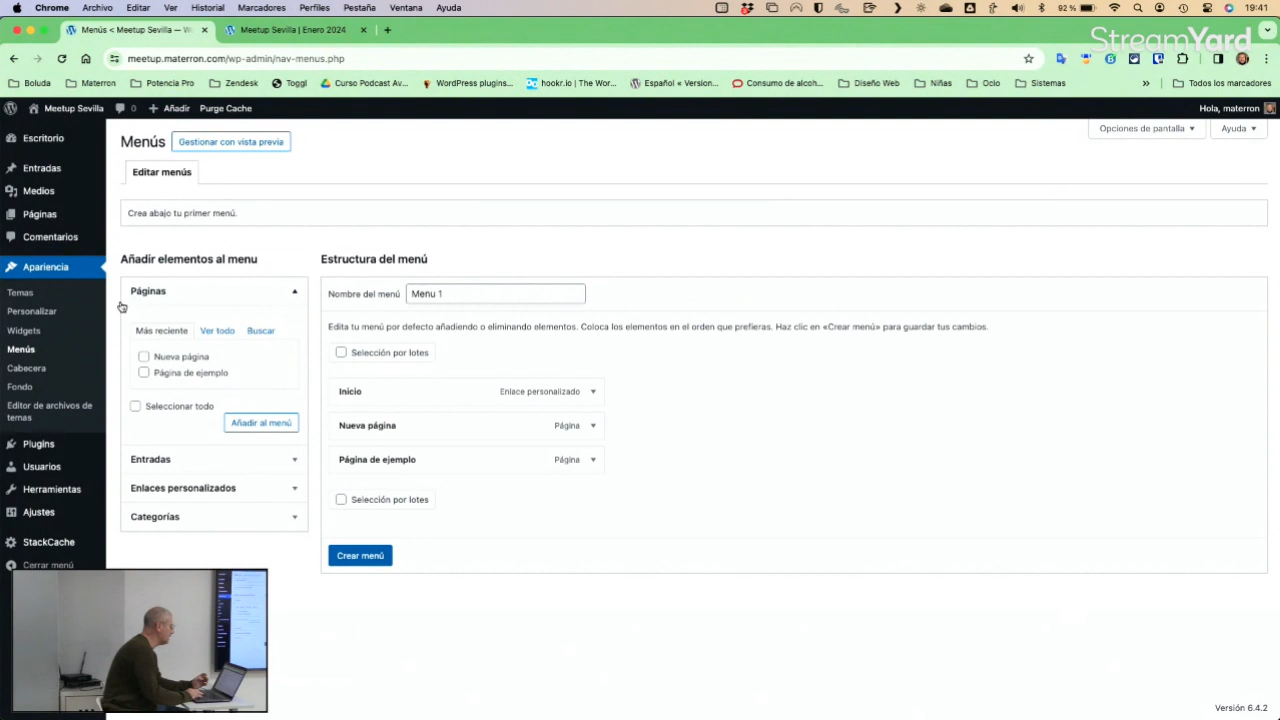 Chrome Archivo Editar Ver Historial Marcadores Perfiles Pestaña Ventana Ayuda 92 % 19:41
Menús < Meetup Sevilla — W Meetup Sevilla | Enero 2024
StreamYard
meetup.materron.com/wp-admin/nav-menus.php
Boluda Materron Potencia Pro Zendesk Toggl Curso Podcast Av... WordPress plugins... hookr.io | The Wor... Español « Version... Consumo de alcoh... Diseño Web Niñas Ocio Sistemas » Todos los marcadores
Meetup Sevilla 0 Añadir Purge Cache Hola, materron
Opciones de pantalla Ayuda
Escritorio
Entradas
Medios
Páginas
Comentarios
Apariencia
Temas
Personalizar
Widgets
Menús
Cabecera
Fondo
Editor de archivos de
temas
Plugins
Usuarios
Herramientas
Ajustes
StackCache
Cerrar menú
Menús Gestionar con vista previa
Editar menús
Crea abajo tu primer menú.
Añadir elementos al menu
Páginas
Más reciente Ver todo Buscar
Nueva página
Página de ejemplo
Seleccionar todo
Añadir al menú
Entradas
Enlaces personalizados
Categorías
Estructura del menú
Nombre del menú Menu 1
Edita tu menú por defecto añadiendo o eliminando elementos. Coloca los elementos en el orden que prefieras. Haz clic en «Crear menú» para guardar tus cambios.
Selección por lotes
Inicio Enlace personalizado
Nueva página Página
Página de ejemplo Página
Selección por lotes
Crear menú
Versión 6.4.2